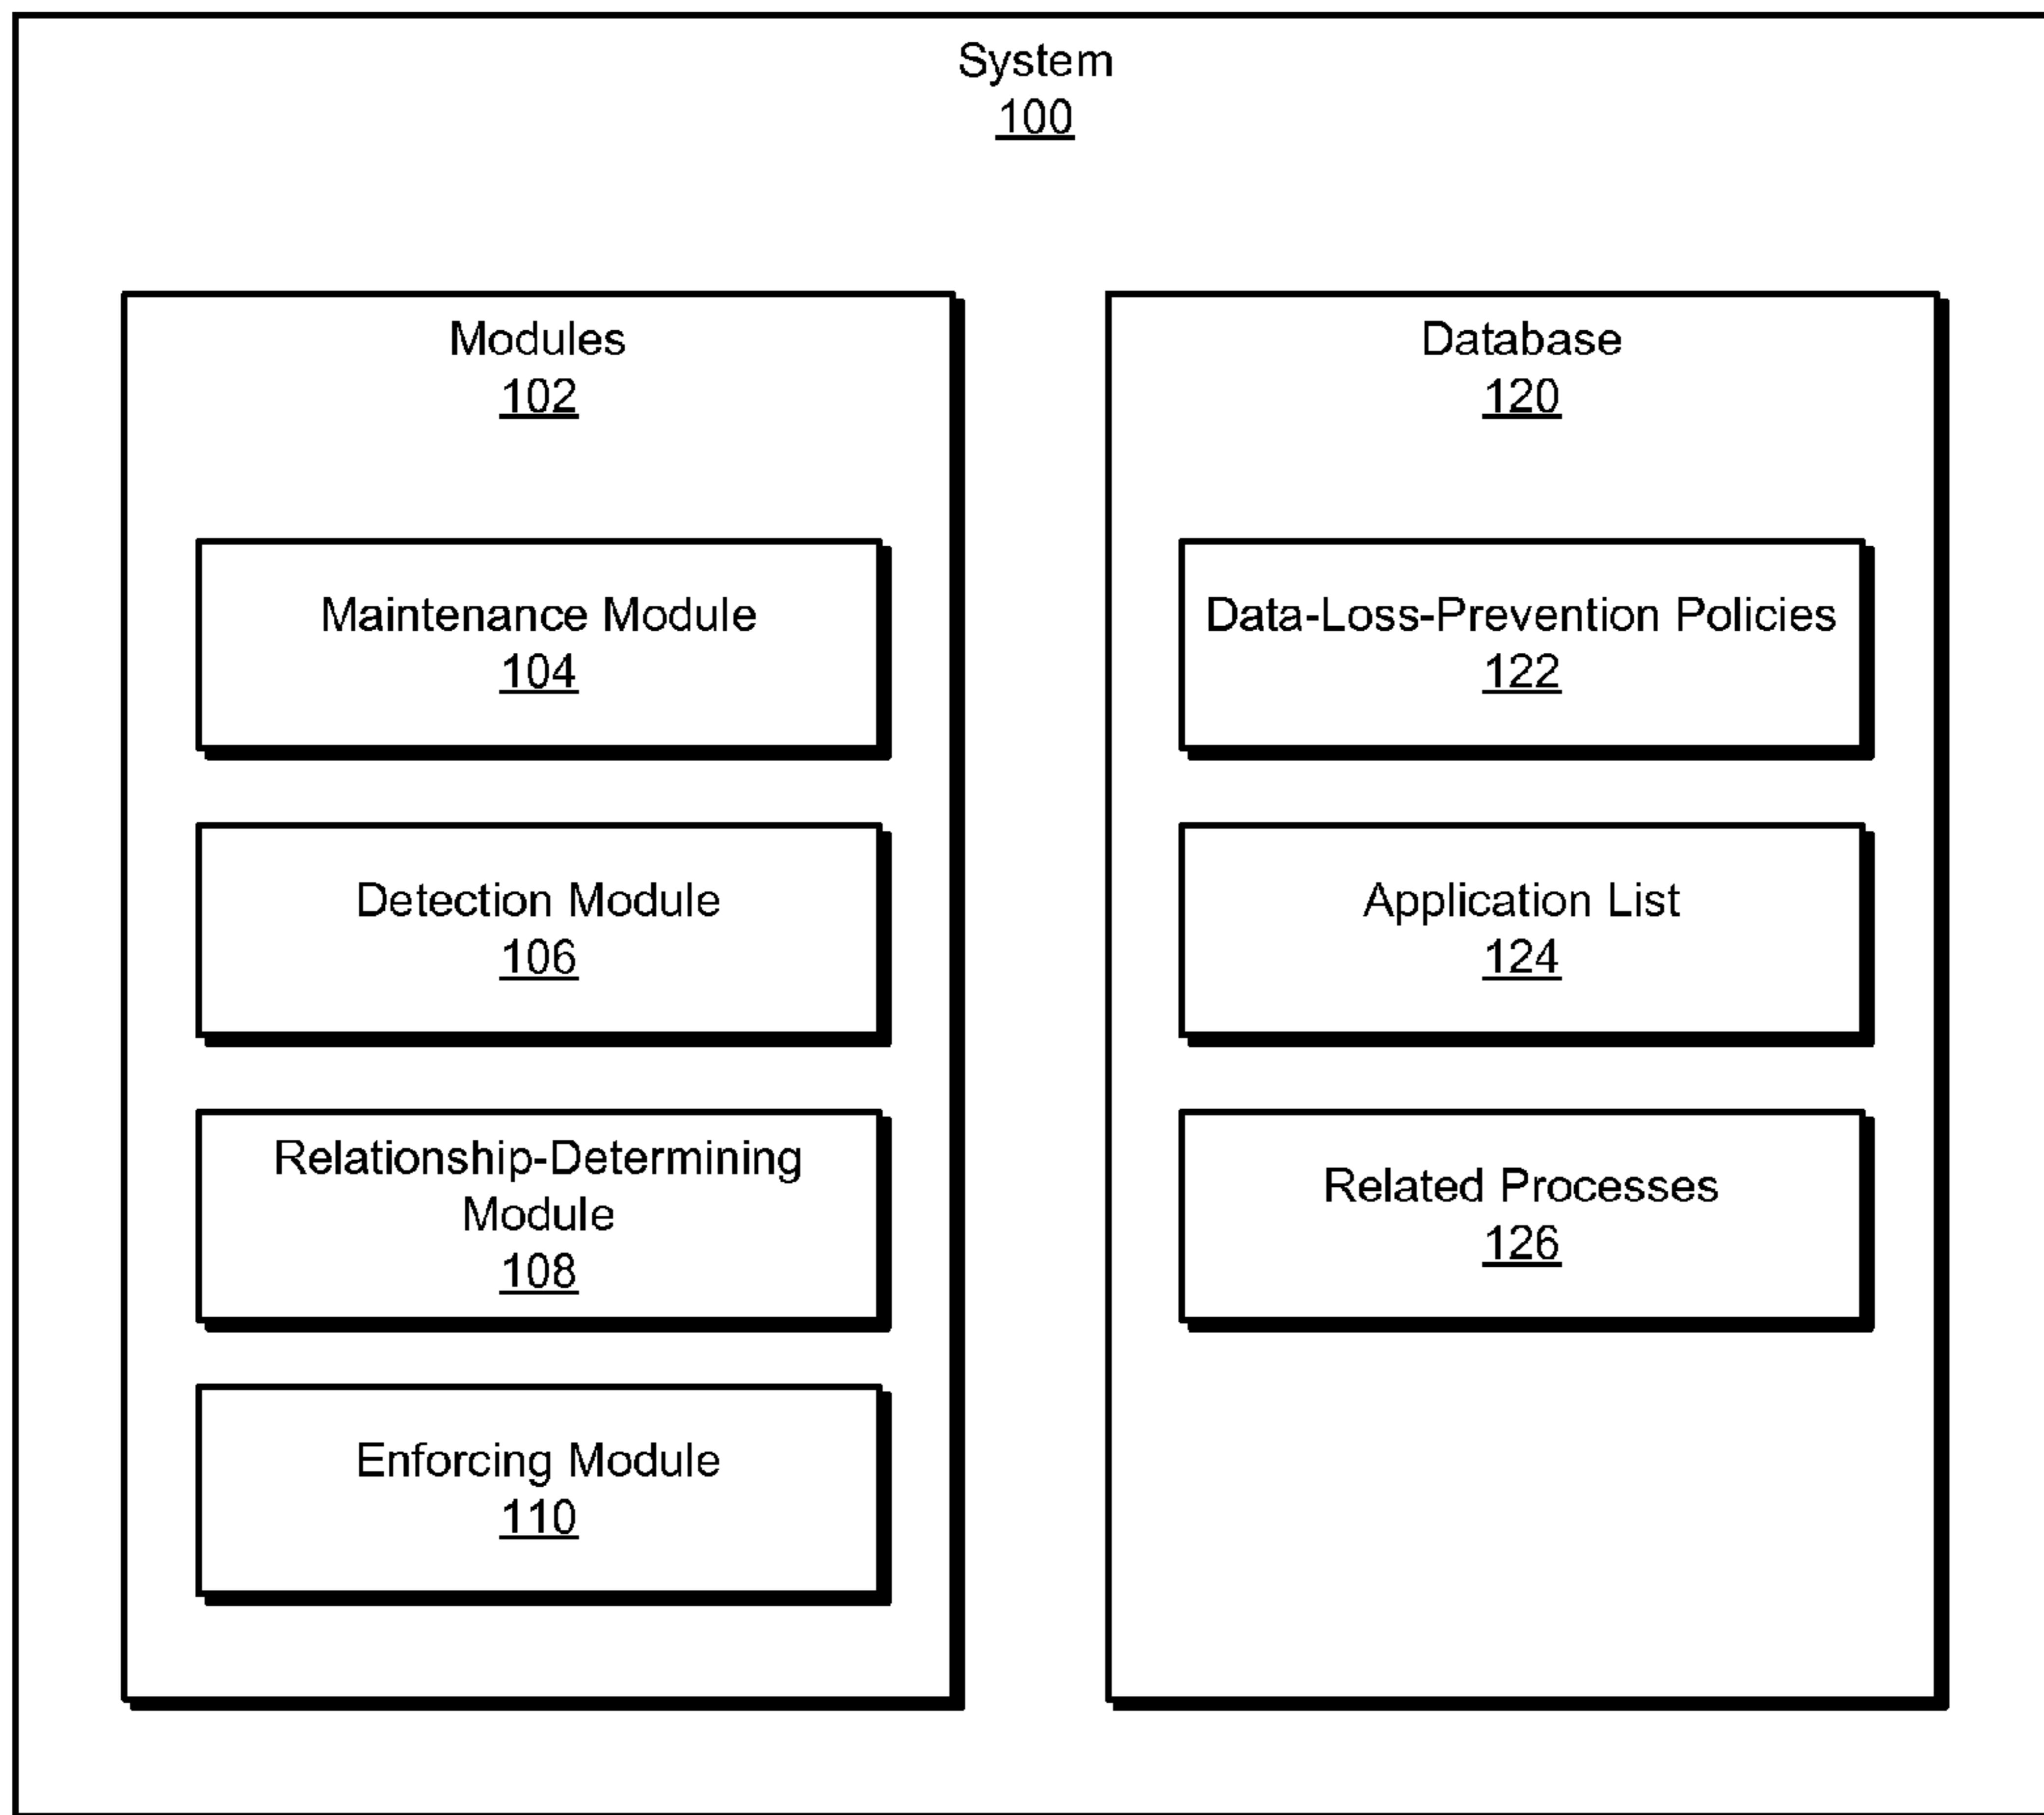 System
100
Modules
102
Maintenance Module
104
Detection Module
106
Relationship-Determining
Module
108
Enforcing Module
110
Database
120
Data-Loss-Prevention Policies
122
Application List
124
Related Processes
126